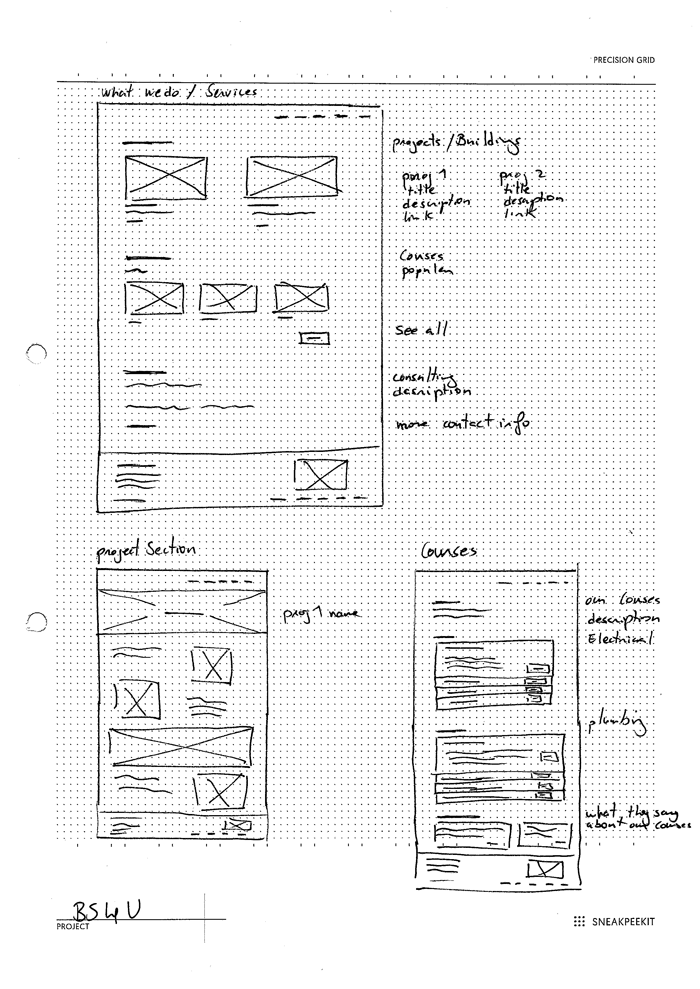 PRECISION GRID
what we do / Services
projects / Building
proj 1
title
description
link
proj 2
title
description
link
Courses
popular
see all
consulting
description
more contact info
project Section
proj 1 name
Courses
our Courses
description
Electrical
plumbing
what they say
about our courses
BS4U
PROJECT
SNEAKPEEKIT